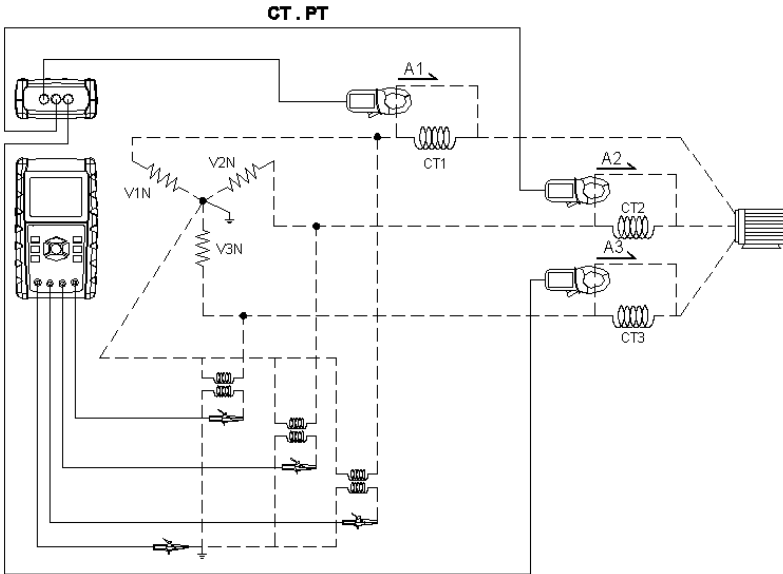 CT . PT
A1
CT1
V1N
V2N
A2
CT2
V3N
A3
CT3